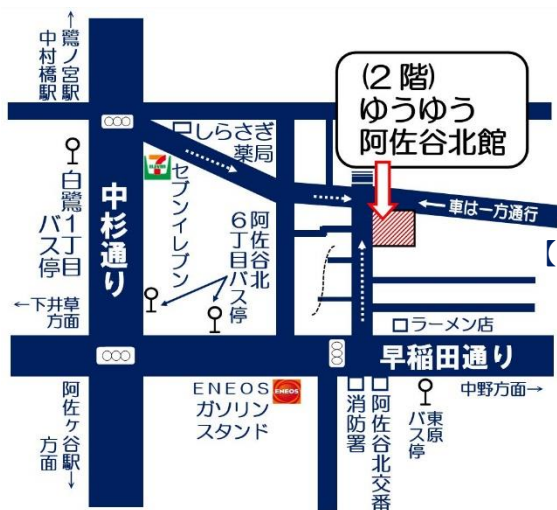 ←鷺ノ宮駅
中村橋駅
(2階)
ゆうゆう
阿佐谷北館
しらさぎ
薬局
7
ELEVEN
セブンイレブン
白鷺1丁目
バス停
中杉通り
阿佐谷北
6丁目バス停
←車は一方通行
←下井草
方面
ラーメン店
早稲田通り
中野方面→
ENEOS
ガソリン
スタンド
ENEOS
消防署
阿佐谷北交番
東原
バス停
阿佐ヶ谷駅→
方面